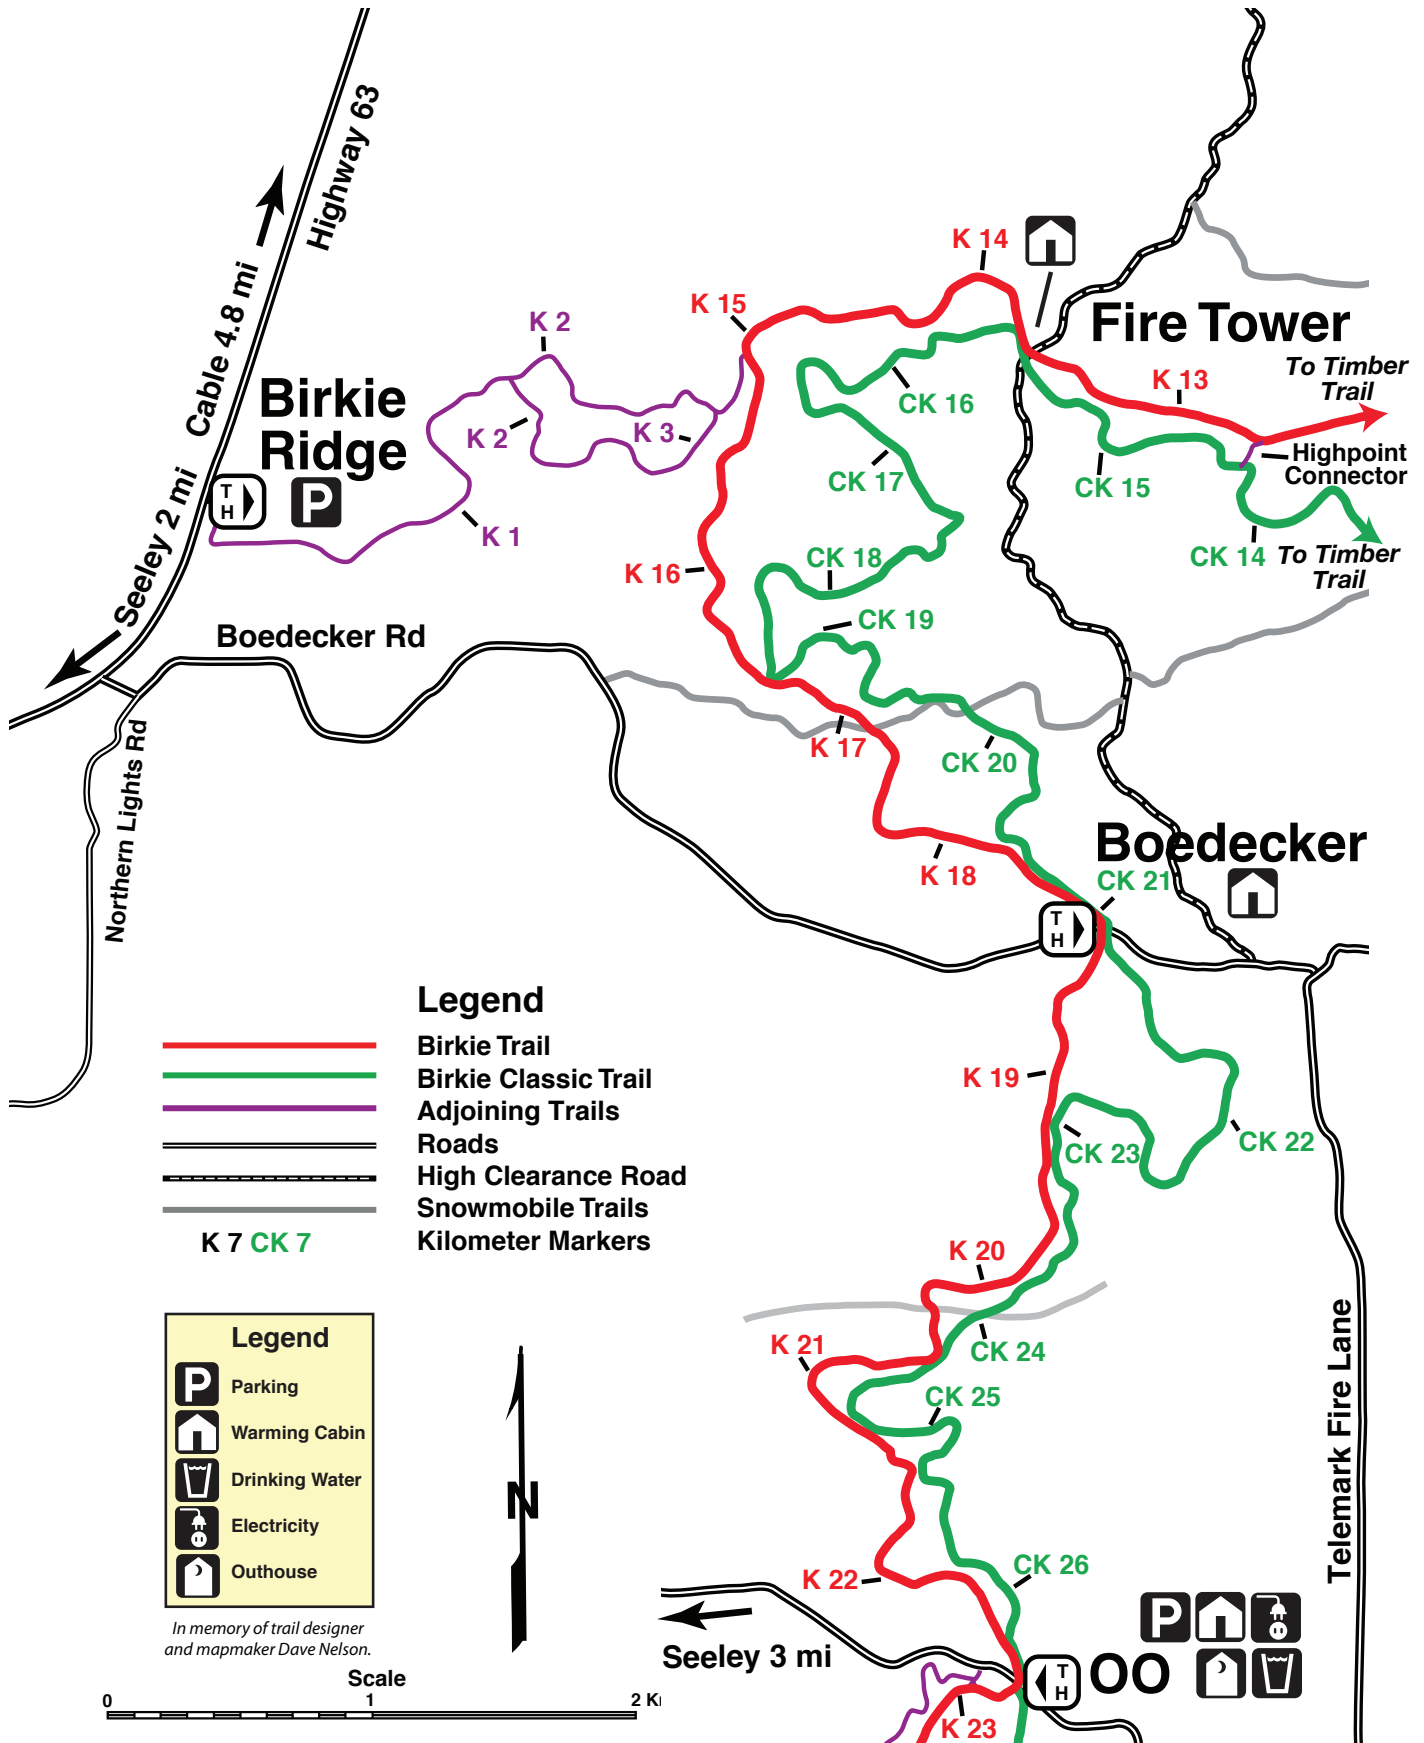 Highway 63
Cable 4.8 mi
Seeley 2 mi
Birkie
Ridge
T
H
P
K 1
K 2
K 2
K 3
K 14
K 15
Fire Tower
To Timber
Trail
K 13
CK 16
Highpoint
Connector
CK 15
CK 17
CK 14
To Timber
Trail
K 16
CK 18
CK 19
Boedecker Rd
Northern Lights Rd
K 17
CK 20
K 18
Boedecker
CK 21
T
H
K 19
CK 22
CK 23
K 20
K 21
CK 24
CK 25
K 22
CK 26
Telemark Fire Lane
Seeley 3 mi
P
T
H
OO
K 23
Legend
Birkie Trail
Birkie Classic Trail
Adjoining Trails
Roads
High Clearance Road
Snowmobile Trails
K 7 CK 7 Kilometer Markers
Legend
P Parking
Warming Cabin
Drinking Water
Electricity
Outhouse
In memory of trail designer
and mapmaker Dave Nelson.
N
Scale
0 1 2